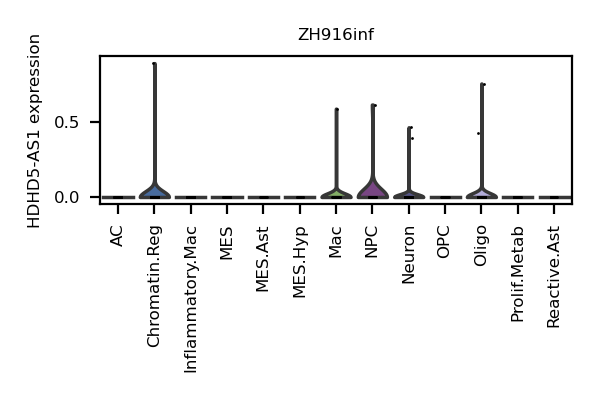 ZH916inf
HDHD5-AS1 expression
0.5
0.0
AC
Chromatin.Reg
Inflammatory.Mac
MES
MES.Ast
MES.Hyp
Mac
NPC
Neuron
OPC
Oligo
Prolif.Metab
Reactive.Ast